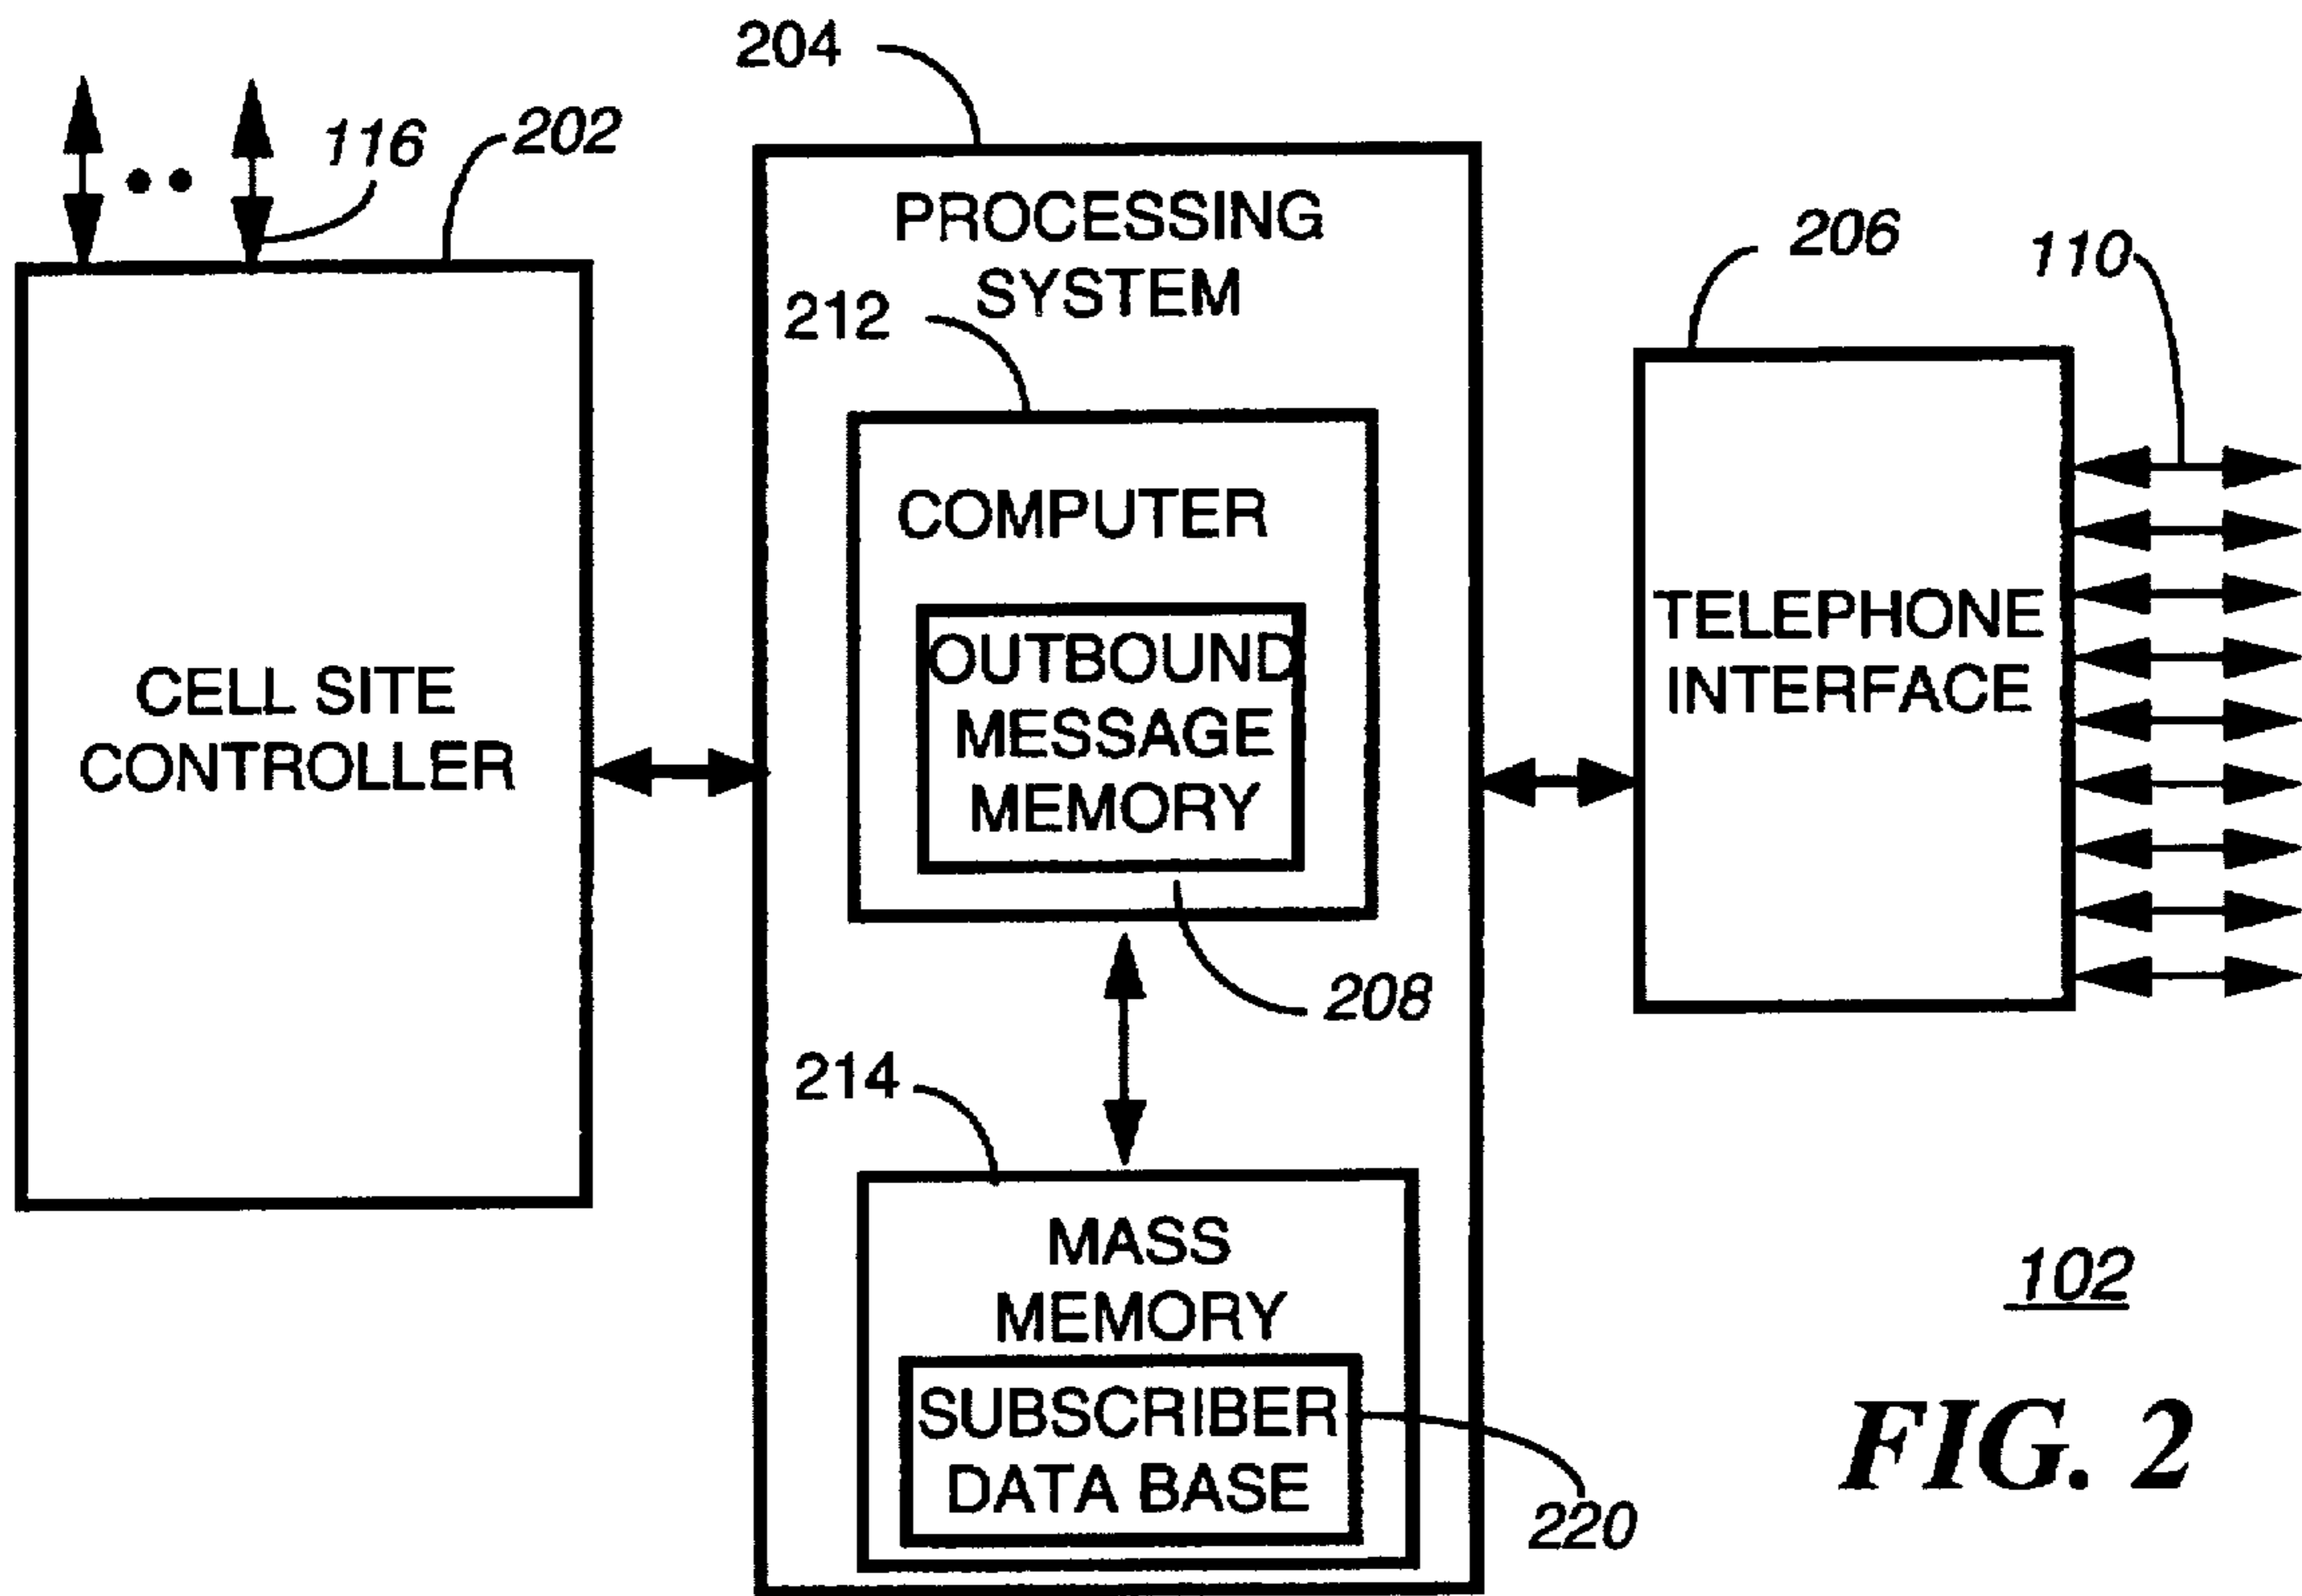 204
116
202
PROCESSING
SYSTEM
206
110
212
COMPUTER
OUTBOUND
MESSAGE
MEMORY
TELEPHONE
INTERFACE
CELL SITE
CONTROLLER
208
214
MASS
MEMORY
SUBSCRIBER
DATA BASE
220
102
FIG. 2